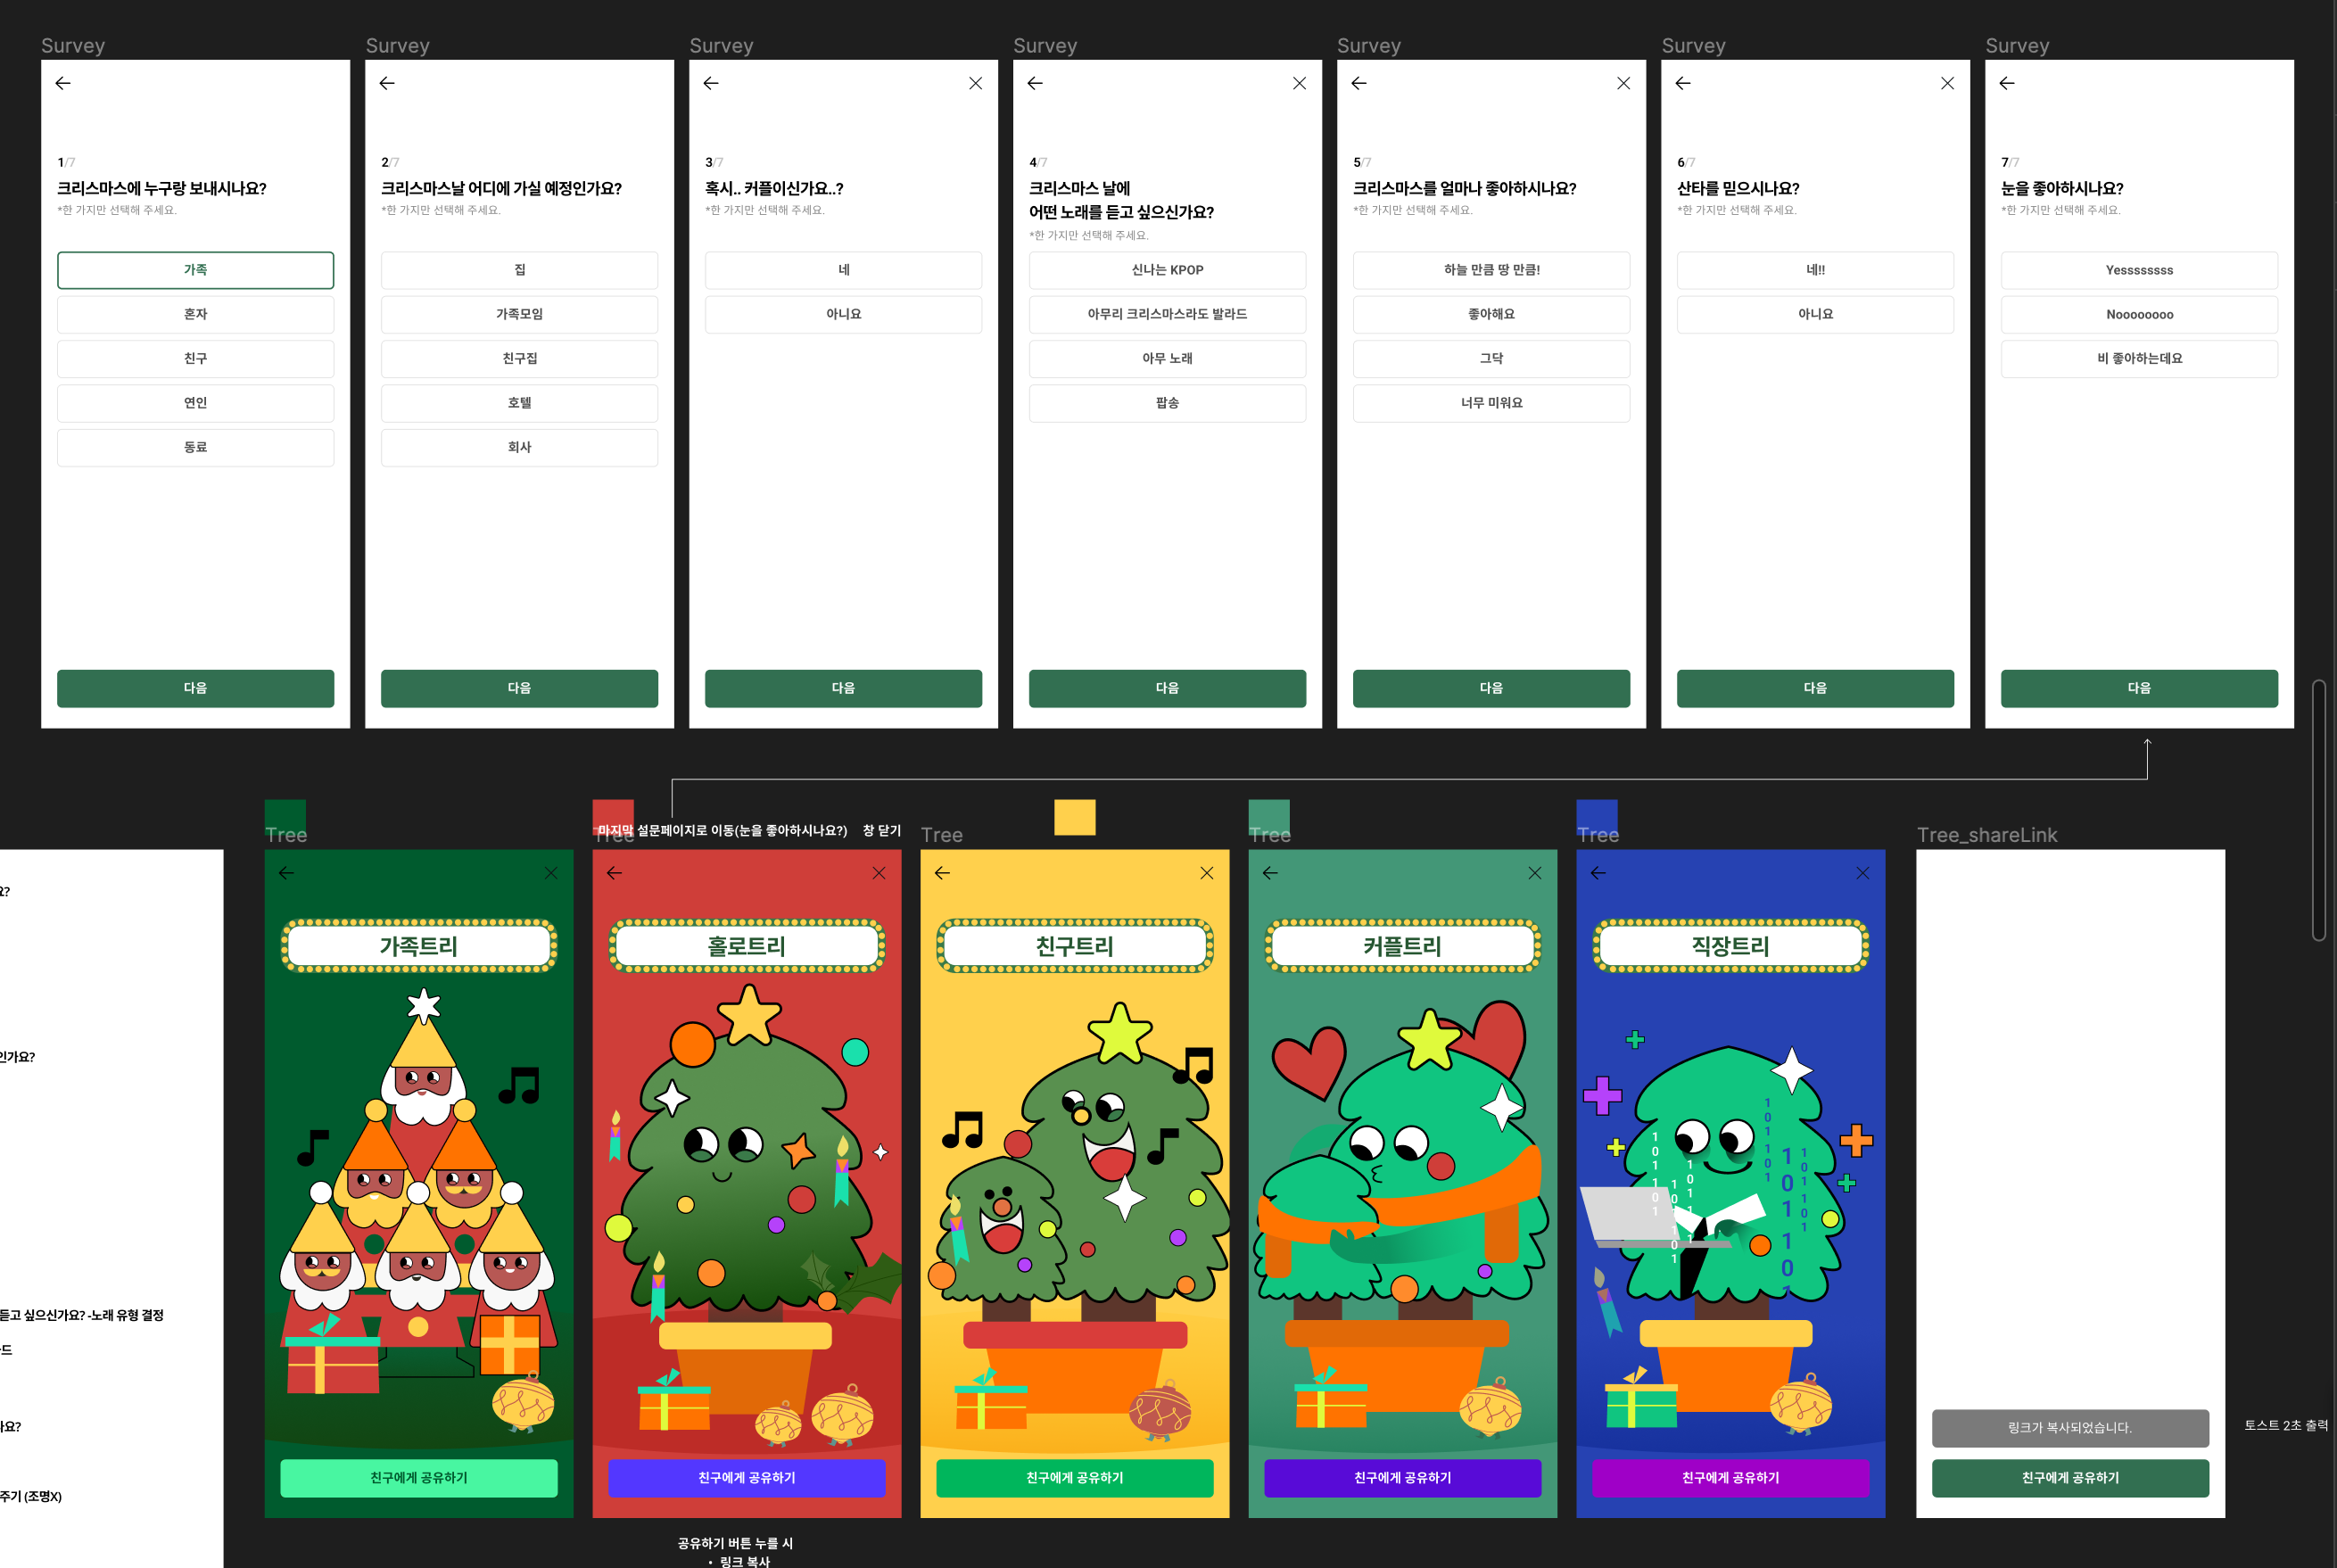 Survey
←
1/7
크리스마스에 누구랑 보내시나요?
*한 가지만 선택해 주세요.
가족
혼자
친구
연인
동료
다음
Survey
2/7
크리스마스날 어디에 가실 예정인가요?
*한 가지만 선택해 주세요.
집
가족모임
친구집
호텔
회사
다음
Survey
3/7
혹시.. 커플이신가요..?
*한 가지만 선택해 주세요.
네
아니요
다음
Survey
4/7
크리스마스 날에
어떤 노래를 듣고 싶으신가요?
*한 가지만 선택해 주세요.
신나는 KPOP
아무리 크리스마스라도 발라드
아무 노래
팝송
다음
Survey
5/7
크리스마스를 얼마나 좋아하시나요?
*한 가지만 선택해 주세요.
하늘 만큼 땅 만큼!
좋아해요
그닥
너무 미워요
다음
Survey
6/7
산타를 믿으시나요?
*한 가지만 선택해 주세요.
네!!
아니요
다음
Survey
7/7
눈을 좋아하시나요?
*한 가지만 선택해 주세요.
Yesssssssss
Noooooooo
비 좋아하는데요
다음
요?
인가요?
듣고 싶으신가요? -노래 유형 결정
드
나요?
주기 (조명X)
Tree
가족트리
친구에게 공유하기
Tree
마지막 설문페이지로 이동(눈을 좋아하시나요?)
창 닫기
홀로트리
친구에게 공유하기
공유하기 버튼 누를 시
• 링크 복사
Tree
친구트리
친구에게 공유하기
Tree
커플트리
친구에게 공유하기
Tree
직장트리
친구에게 공유하기
Tree_shareLink
링크가 복사되었습니다.
토스트 2초 출력
친구에게 공유하기